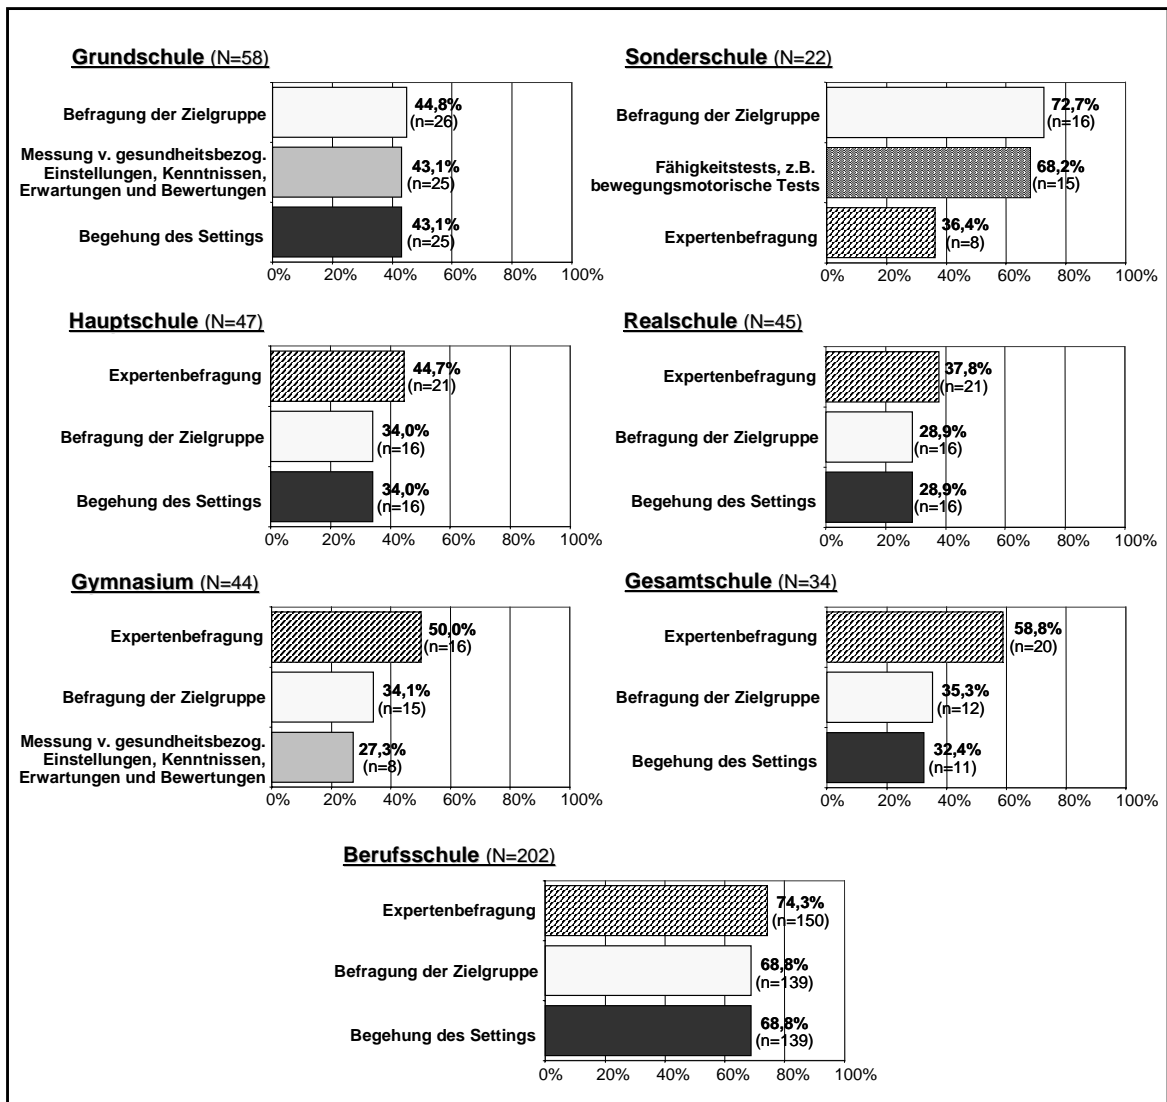 Grundschule (N=58)
Befragung der Zielgruppe
44,8%
(n=26)
Messung v. gesundheitsbezog.
Einstellungen, Kenntnissen,
Erwartungen und Bewertungen
43,1%
(n=25)
Begehung des Settings
43,1%
(n=25)
0% 20% 40% 60% 80% 100%
Sonderschule (N=22)
Befragung der Zielgruppe
72,7%
(n=16)
Fähigkeitstests, z.B.
bewegungsmotorische Tests
68,2%
(n=15)
Expertenbefragung
36,4%
(n=8)
0% 20% 40% 60% 80% 100%
Hauptschule (N=47)
Expertenbefragung
44,7%
(n=21)
Befragung der Zielgruppe
34,0%
(n=16)
Begehung des Settings
34,0%
(n=16)
0% 20% 40% 60% 80% 100%
Realschule (N=45)
Expertenbefragung
37,8%
(n=21)
Befragung der Zielgruppe
28,9%
(n=16)
Begehung des Settings
28,9%
(n=16)
0% 20% 40% 60% 80% 100%
Gymnasium (N=44)
Expertenbefragung
50,0%
(n=16)
Befragung der Zielgruppe
34,1%
(n=15)
Messung v. gesundheitsbezog.
Einstellungen, Kenntnissen,
Erwartungen und Bewertungen
27,3%
(n=8)
0% 20% 40% 60% 80% 100%
Gesamtschule (N=34)
Expertenbefragung
58,8%
(n=20)
Befragung der Zielgruppe
35,3%
(n=12)
Begehung des Settings
32,4%
(n=11)
0% 20% 40% 60% 80% 100%
Berufsschule (N=202)
Expertenbefragung
74,3%
(n=150)
Befragung der Zielgruppe
68,8%
(n=139)
Begehung des Settings
68,8%
(n=139)
0% 20% 40% 60% 80% 100%